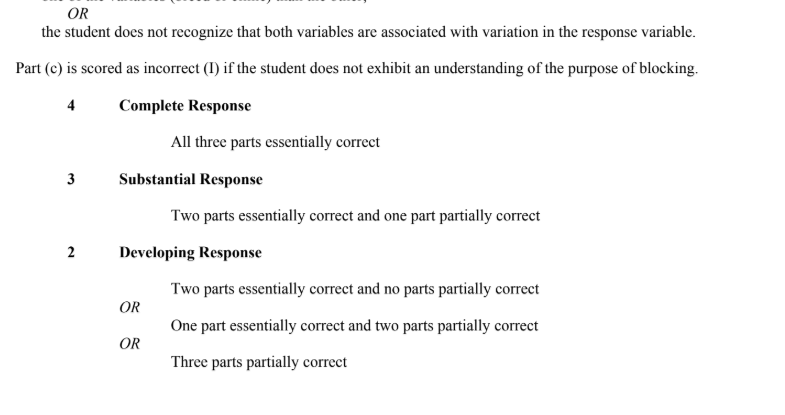 OR
the student does not recognize that both variables are associated with variation in the response variable.
Part (c) is scored as incorrect (I) if the student does not exhibit an understanding of the purpose of blocking.
4 Complete Response
All three parts essentially correct
3 Substantial Response
Two parts essentially correct and one part partially correct
2 Developing Response
Two parts essentially correct and no parts partially correct
OR
One part essentially correct and two parts partially correct
OR
Three parts partially correct